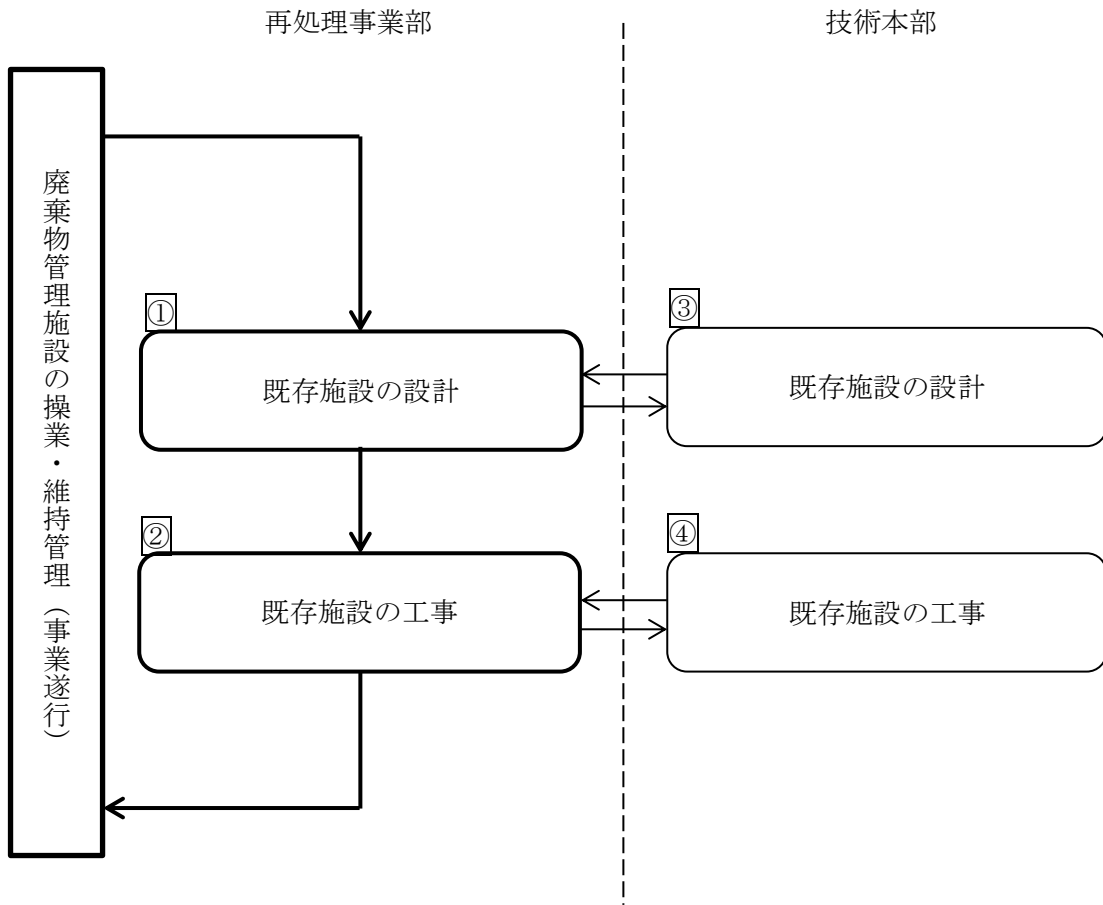 再処理事業部
技術本部
廃棄物管理施設の操業・維持管理（事業遂行）
①
既存施設の設計
③
既存施設の設計
②
既存施設の工事
④
既存施設の工事